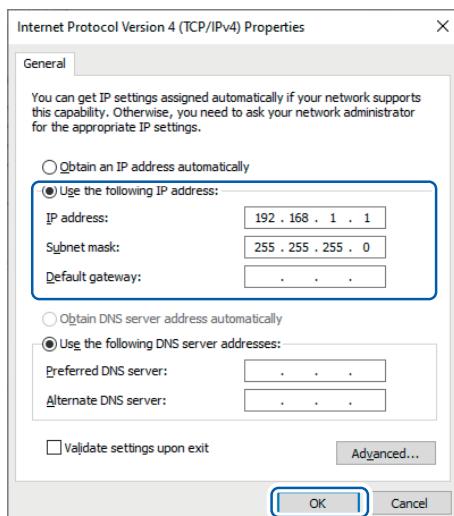 Internet Protocol Version 4 (TCP/IPv4) Properties
General
You can get IP settings assigned automatically if your network supports
this capability. Otherwise, you need to ask your network administrator
for the appropriate IP settings.
Obtain an IP address automatically
Use the following IP address:
IP address: 192 . 168 . 1 . 1
Subnet mask: 255 . 255 . 255 . 0
Default gateway: . . .
Obtain DNS server address automatically
Use the following DNS server addresses:
Preferred DNS server: . . .
Alternate DNS server: . . .
Validate settings upon exit
Advanced...
OK Cancel